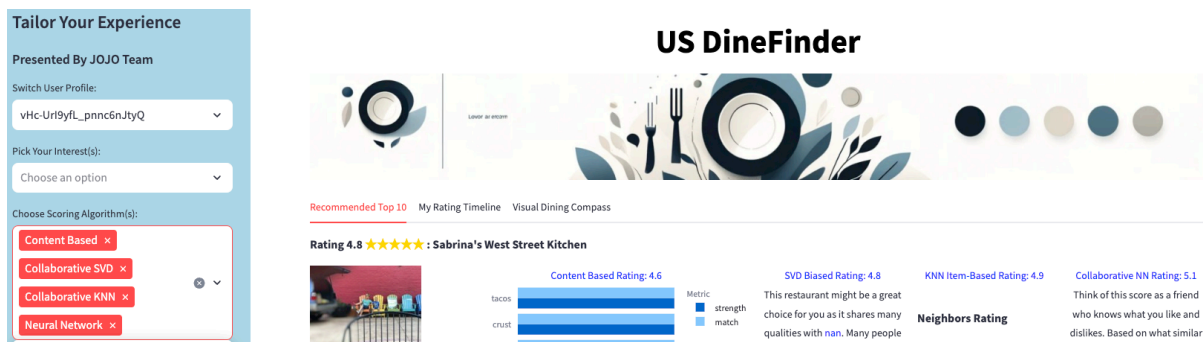 Tailor Your Experience
Presented By JOJO Team
Switch User Profile:
vHc-UrI9yfL_pnnc6nJtyQ
Pick Your Interest(s):
Choose an option
Choose Scoring Algorithm(s):
Content Based ×
Collaborative SVD ×
Collaborative KNN ×
Neural Network ×
US DineFinder
Recommended Top 10 My Rating Timeline Visual Dining Compass
Rating 4.8 ⭐⭐⭐⭐⭐ : Sabrina's West Street Kitchen
Content Based Rating: 4.6
tacos
crust
Metric
strength
match
SVD Biased Rating: 4.8
This restaurant might be a great
choice for you as it shares many
qualities with nan. Many people
KNN Item-Based Rating: 4.9
Neighbors Rating
Collaborative NN Rating: 5.1
Think of this score as a friend
who knows what you like and
dislikes. Based on what similar